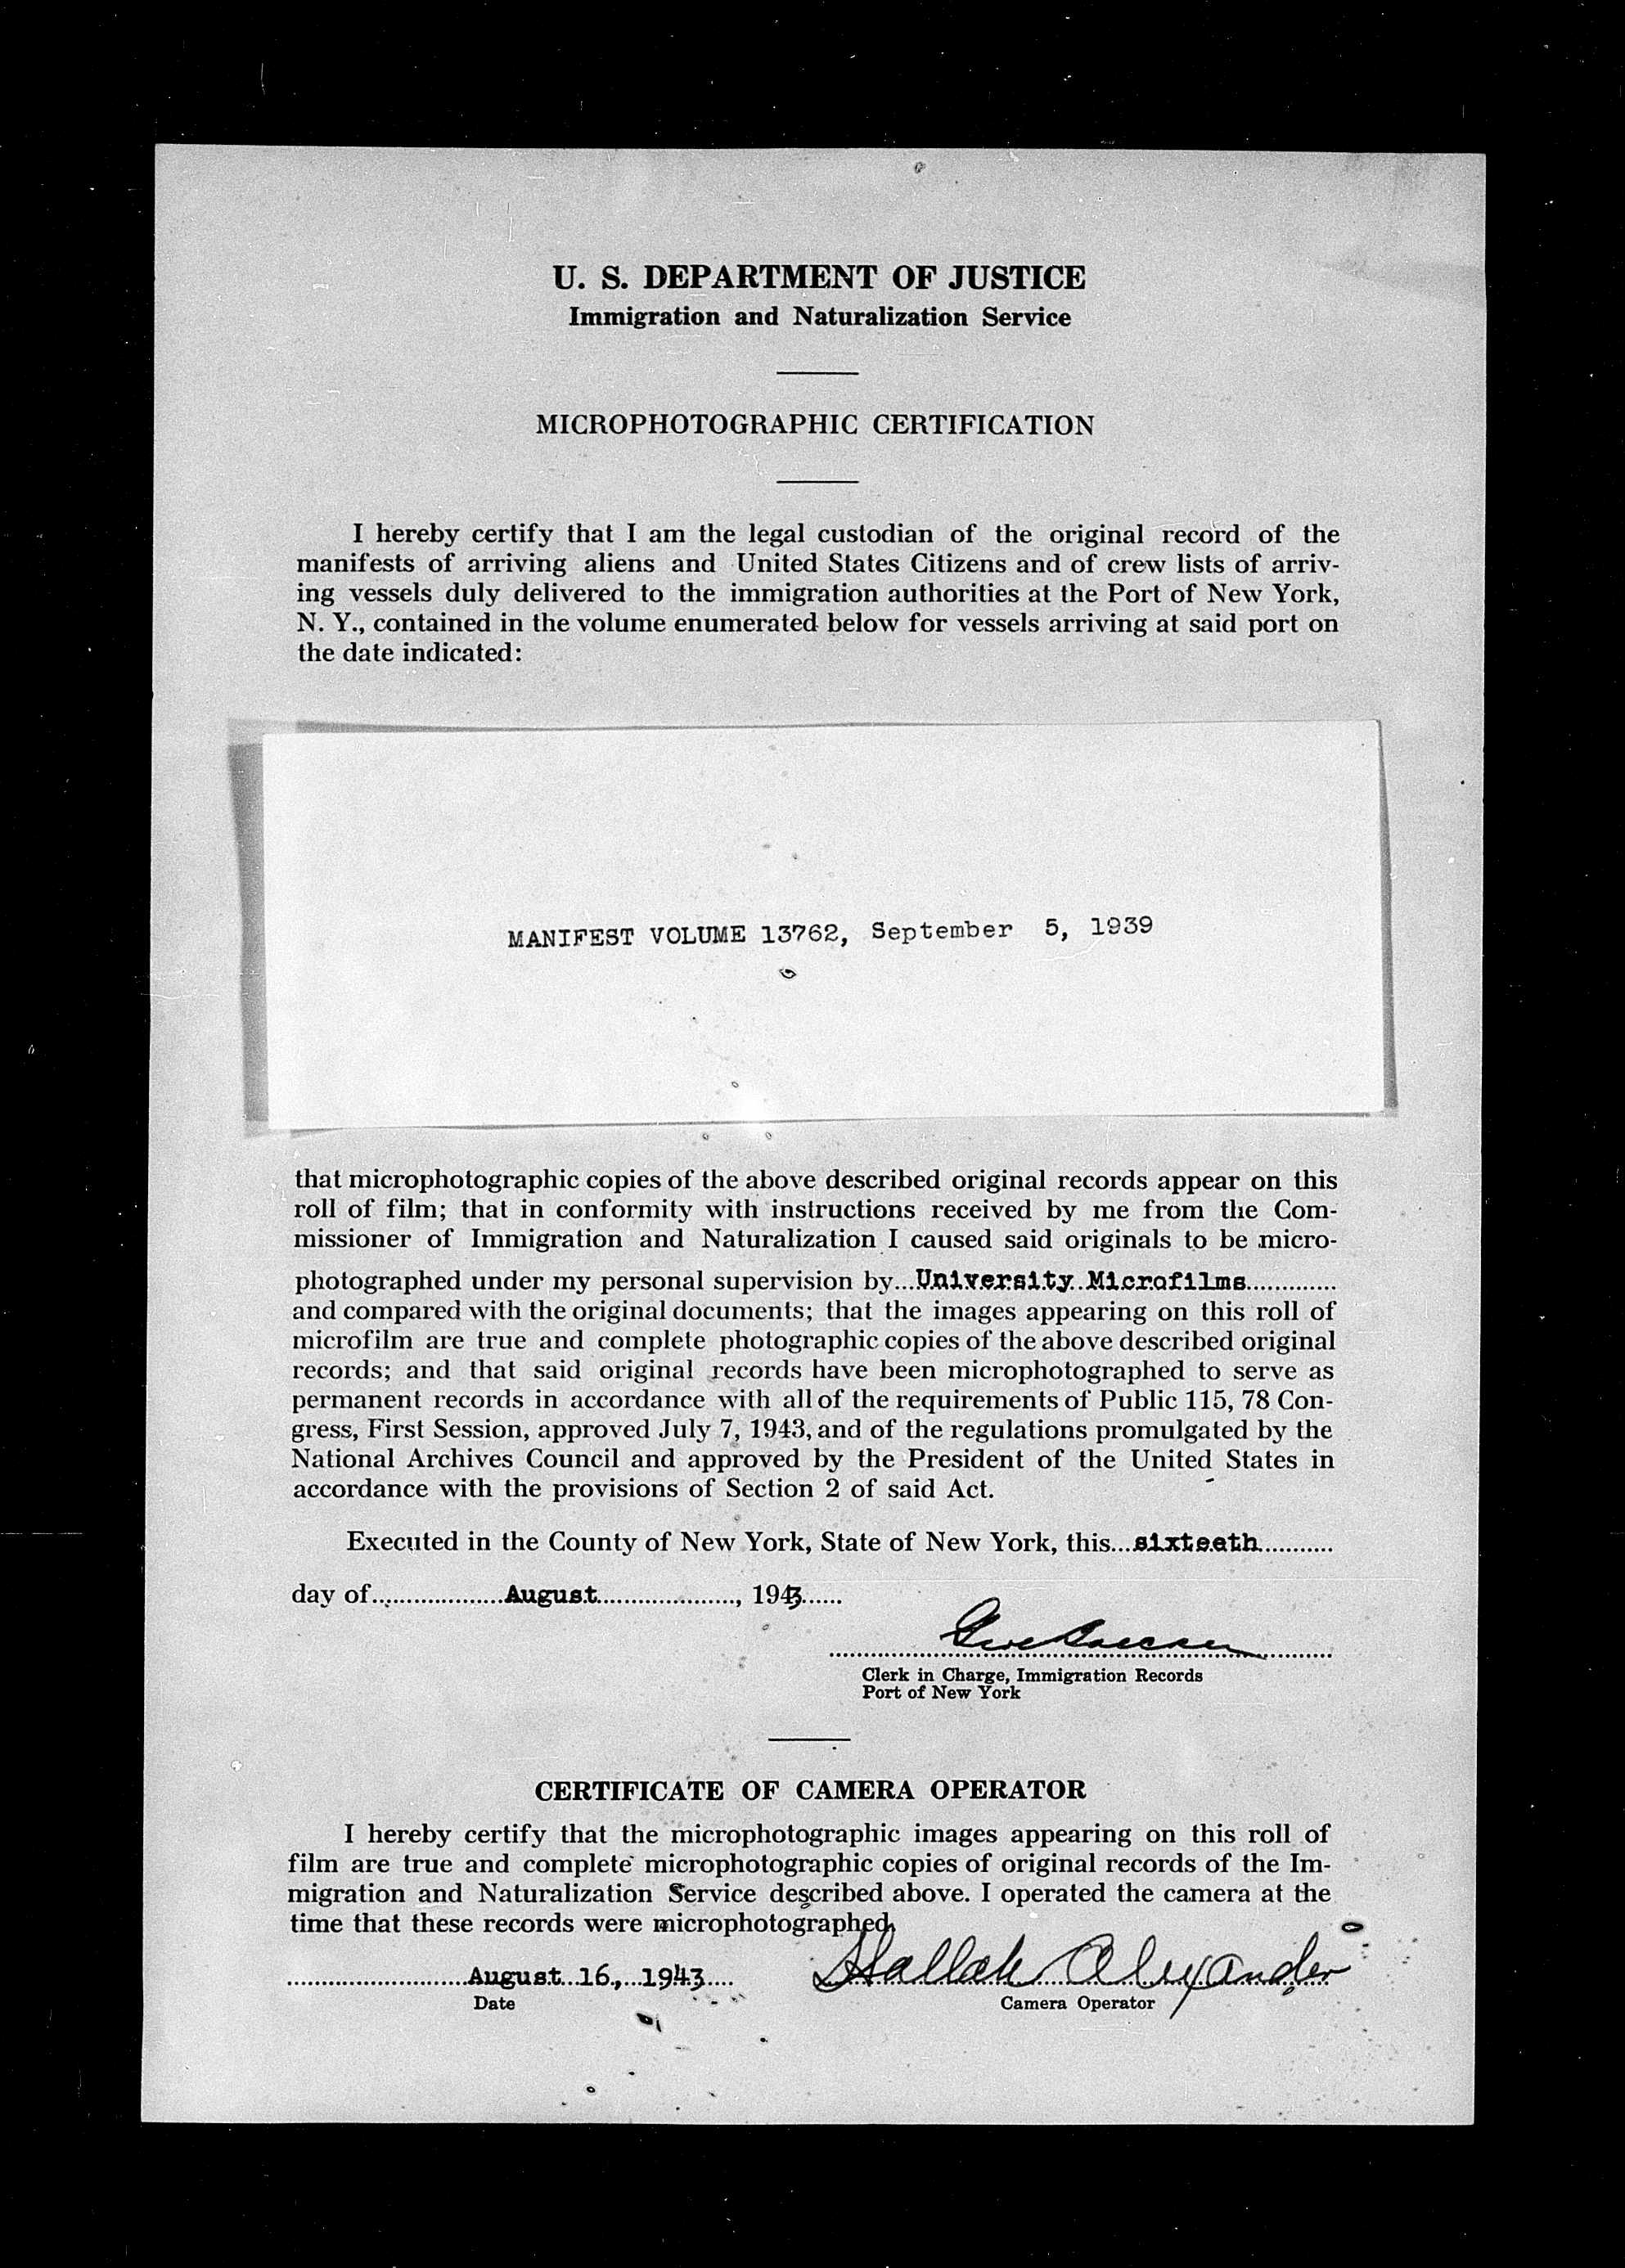 U. S. DEPARTMENT OF JUSTICE
Immigration and Naturalization Service
MICROPHOTOGRAPHIC CERTIFICATION
I hereby certify that I am the legal custodian of the original record of the
manifests of arriving aliens and United States Citizens and of crew lists of arriv-
ing vessels duly delivered to the immigration authorities at the Port of New York,
N. Y., contained in the volume enumerated below for vessels arriving at said port on
the date indicated:
MANIFEST VOLUME 13762, September 5, 1939
that microphotographic copies of the above described original records appear on this
roll of film; that in conformity with instructions received by me from the Com-
missioner of Immigration and Naturalization I caused said originals to be micro-
photographed under my personal supervision by...University Microfilms.............
and compared with the original documents; that the images appearing on this roll of
microfilm are true and complete photographic copies of the above described original
records; and that said original records have been microphotographed to serve as
permanent records in accordance with all of the requirements of Public 115, 78 Con-
gress, First Session, approved July 7, 1943, and of the regulations promulgated by the
National Archives Council and approved by the President of the United States in
accordance with the provisions of Section 2 of said Act.
Executed in the County of New York, State of New York, this...sixteeth...........
day of...................August...................., 1943......
Clerk in Charge, Immigration Records
Port of New York
CERTIFICATE OF CAMERA OPERATOR
I hereby certify that the microphotographic images appearing on this roll of
film are true and complete microphotographic copies of original records of the Im-
migration and Naturalization Service described above. I operated the camera at the
time that these records were microphotographed.
..........................August 16, 1943.... Alexander
Date Camera Operator